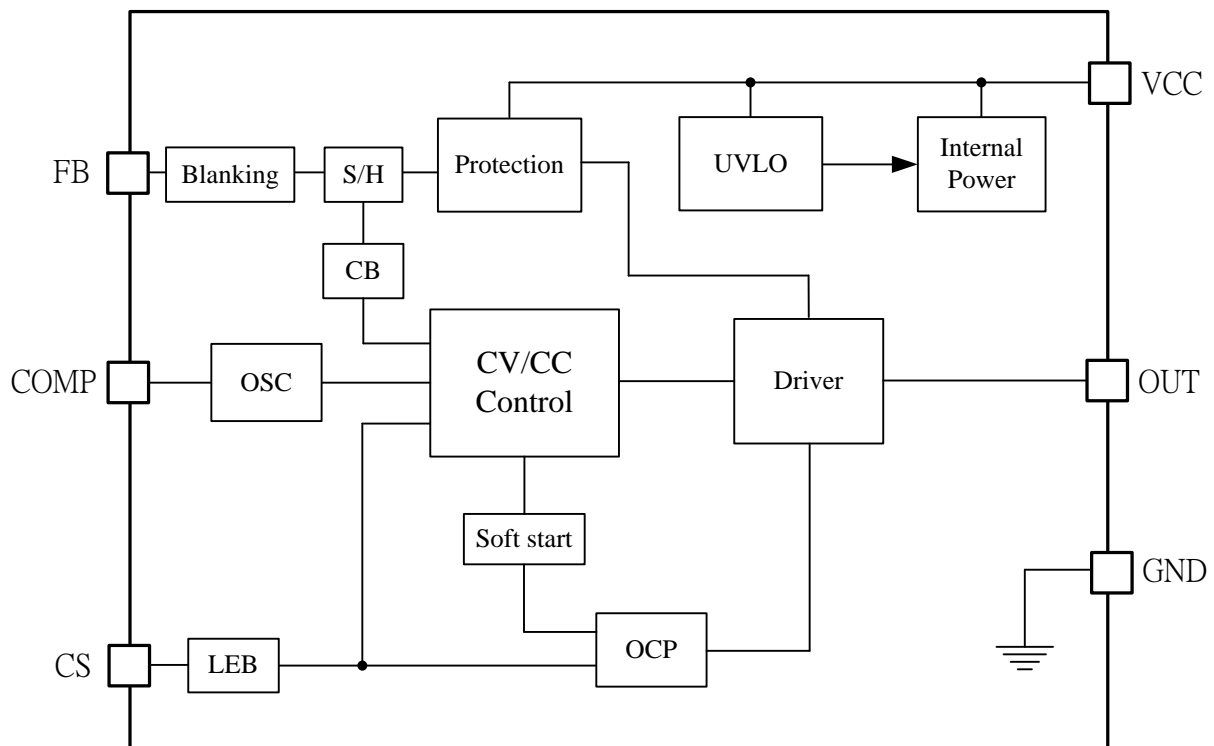 VCC
FB
Blanking
S/H
Protection
UVLO
Internal
Power
CB
COMP
OSC
CV/CC
Control
Driver
OUT
Soft start
GND
CS
LEB
OCP